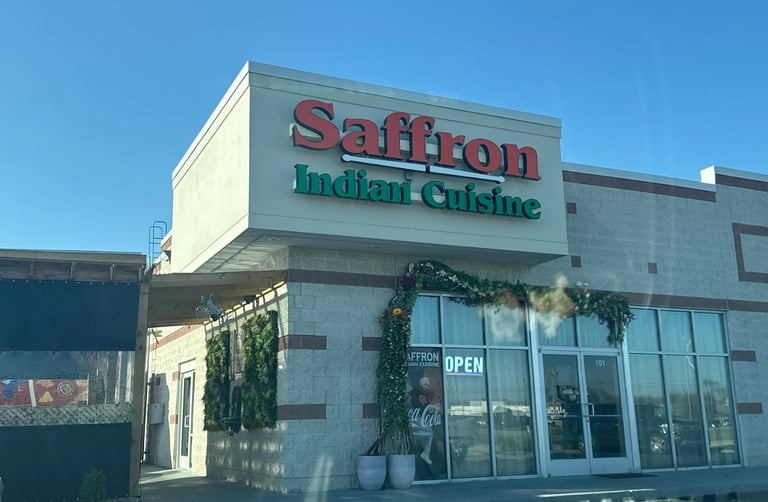 Saffron
Indian Cuisine
SAFFRON
INDIAN CUISINE
OPEN
101
Coca-Cola